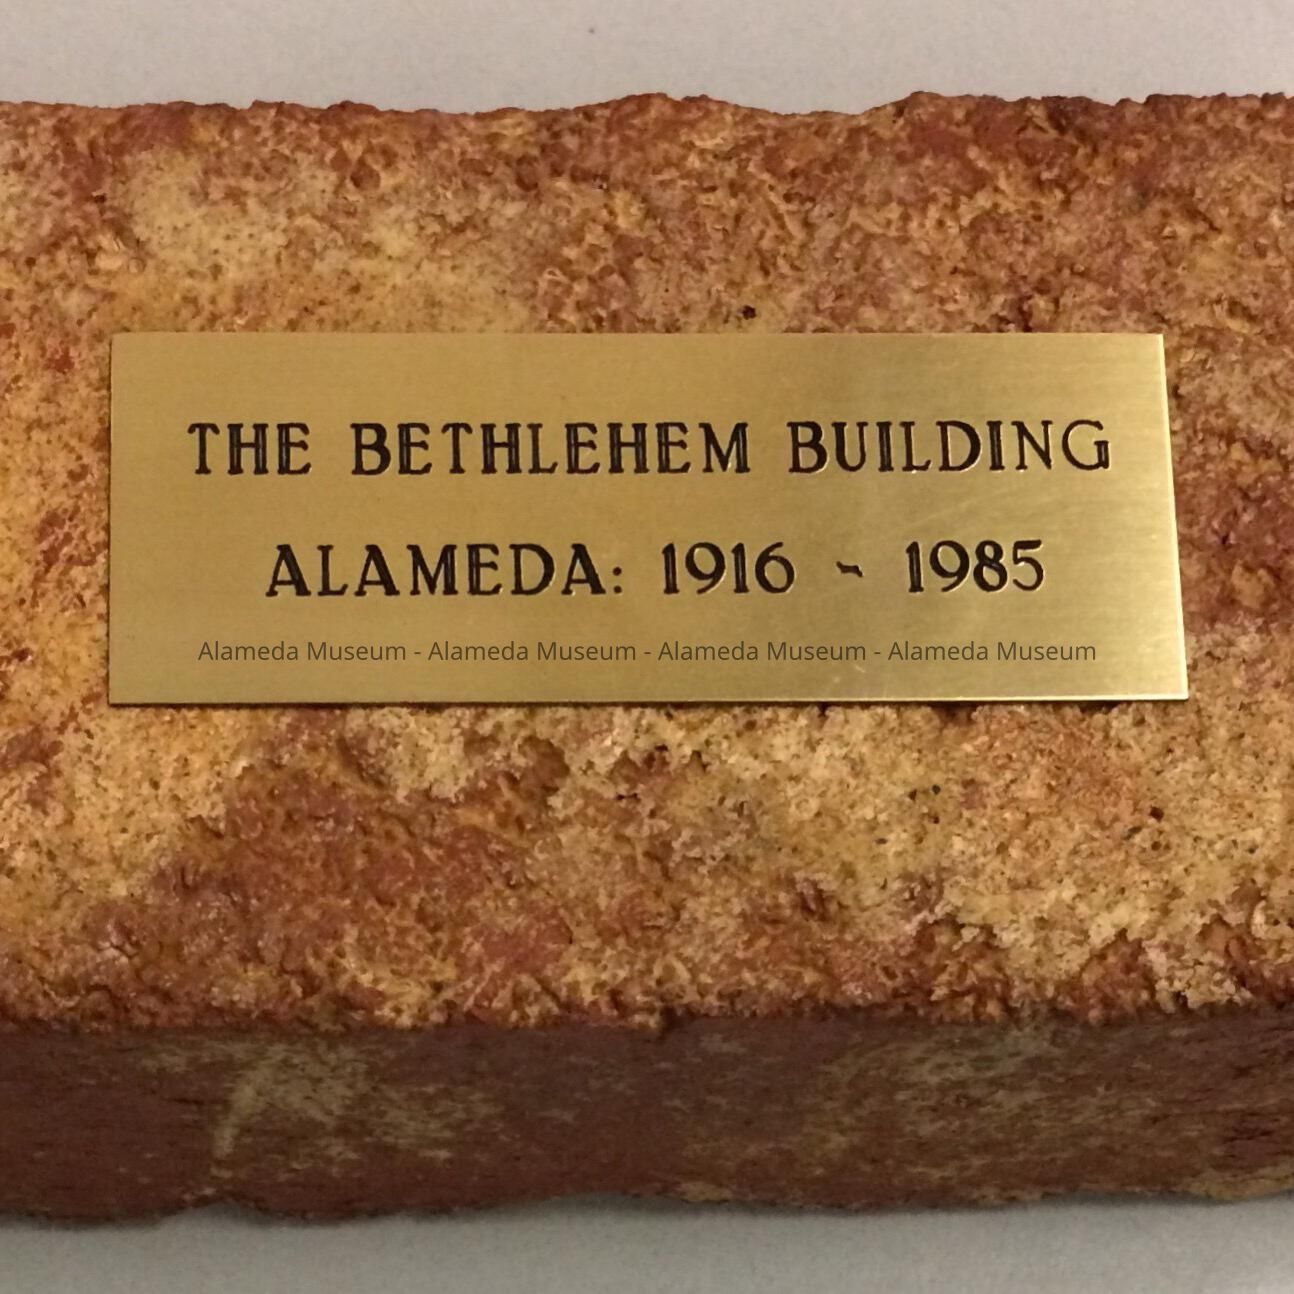 THE BETHLEHEM BUILDING
ALAMEDA: 1916 - 1985
Alameda Museum - Alameda Museum - Alameda Museum - Alameda Museum